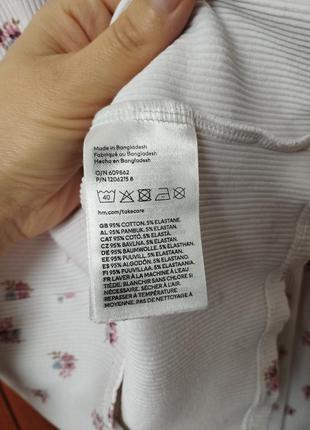 Made in Bangladesh
Fabriqué au Bangladesh
Hecho en Bangladesh
O/N 609862
P/N 1206215 8
40
hm.com/takecare
GB 95% COTTON, 5% ELASTANE.
AL 95% PAMBUK, 5% ELASTAN.
CAT 95% COTÓ, 5% ELASTÀ.
CZ 95% BAVLNA, 5% ELASTAN.
DE 95% BAUMWOLLE, 5% ELASTHAN.
EE 95% PUUVILL, 5% ELASTAAN.
ES 95% ALGODÓN, 5% ELASTANO.
FI 95% PUUVILLAA, 5% ELASTAANIA.
FR LAVER À LA MACHINE À L'EAU
TIÈDE. BLANCHIR SANS CHLORE SI
NÉCESSAIRE. SÉCHER À L'AIR.
REPASSER À TEMPÉRATURE
MOYENNE. PAS DE NETTOYAGE À